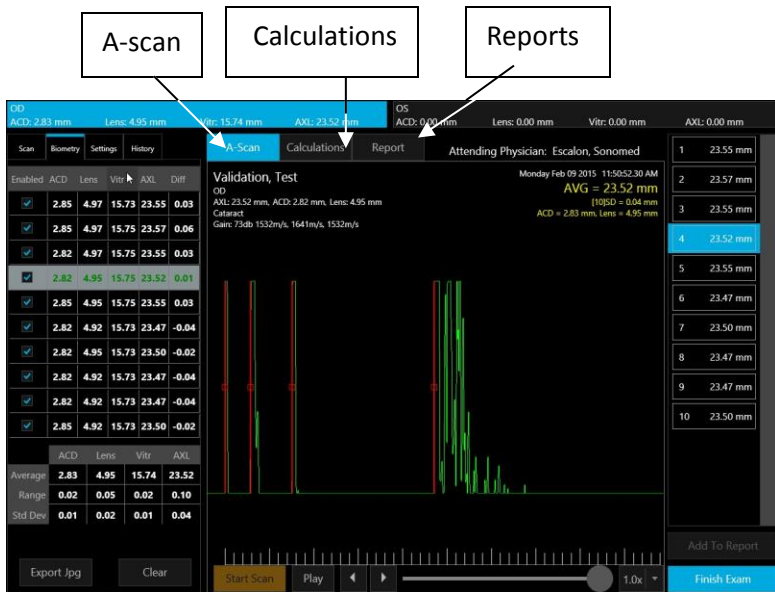 A-scan
Calculations
Reports
OD
ACD: 2.83 mm Lens: 4.95 mm Vitr: 15.74 mm AXL: 23.52 mm
OS
ACD: 0.00 mm Lens: 0.00 mm Vitr: 0.00 mm AXL: 0.00 mm
Scan Biometry Settings History
A-Scan Calculations Report
Attending Physician: Escalon, Sonomed
Enabled ACD Lens Vitr AXL Diff
2.85 4.97 15.73 23.55 0.03
2.85 4.97 15.75 23.57 0.06
2.82 4.97 15.75 23.55 0.03
2.82 4.95 15.75 23.52 0.01
2.85 4.95 15.75 23.55 0.03
2.82 4.92 15.73 23.47 -0.04
2.82 4.95 15.73 23.50 -0.02
2.82 4.92 15.73 23.47 -0.04
2.82 4.92 15.73 23.47 -0.04
2.85 4.92 15.73 23.50 -0.02
ACD Lens Vitr AXL
Average 2.83 4.95 15.74 23.52
Range 0.02 0.05 0.02 0.10
Std Dev 0.01 0.02 0.01 0.04
Export Jpg Clear
Validation, Test
OD
AXL: 23.52 mm, ACD: 2.82 mm, Lens: 4.95 mm
Cataract
Gain: 73db 1532m/s, 1641m/s, 1532m/s
Monday Feb 09 2015 11:50:52.30 AM
AVG = 23.52 mm
[10]SD = 0.04 mm
ACD = 2.83 mm, Lens = 4.95 mm
Start Scan Play 1.0x
1 23.55 mm
2 23.57 mm
3 23.55 mm
4 23.52 mm
5 23.55 mm
6 23.47 mm
7 23.50 mm
8 23.47 mm
9 23.47 mm
10 23.50 mm
Add To Report
Finish Exam